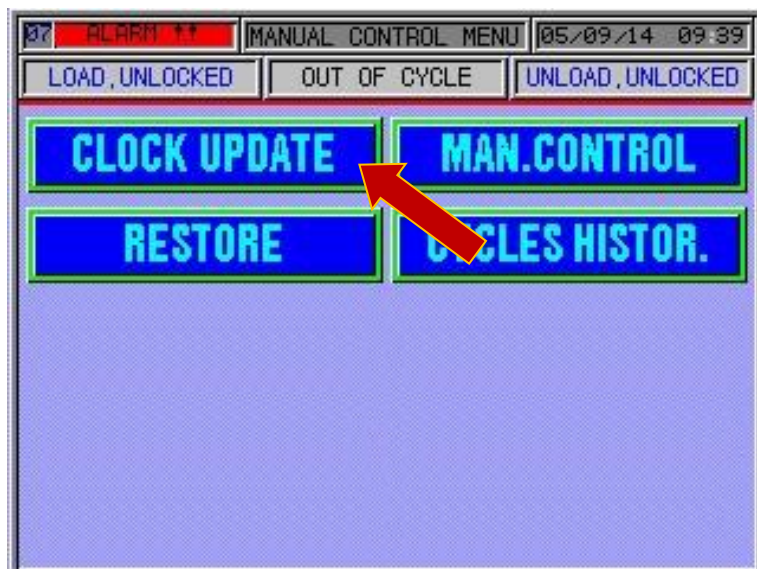 07 ALARM ↑↑ MANUAL CONTROL MENU 05/09/14 09:39
LOAD,UNLOCKED OUT OF CYCLE UNLOAD,UNLOCKED
CLOCK UPDATE MAN.CONTROL
RESTORE CYCLES HISTOR.